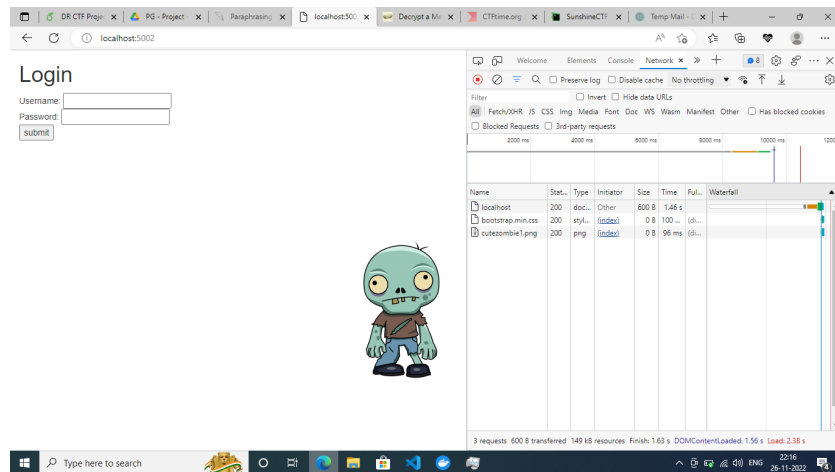 DR CTF Proje
PG - Project
Paraphrasing
localhost:500
Decrypt a Me
CTFtime.org
SunshineCTF
Temp Mail -
localhost:5002
Login
Username:
Password:
submit
Welcome Elements Console Network 8
Preserve log Disable cache No throttling
Filter Invert Hide data URLs
All Fetch/XHR JS CSS Img Media Font Doc WS Wasm Manifest Other Has blocked cookies
Blocked Requests 3rd-party requests
2000 ms 4000 ms 6000 ms 8000 ms 10000 ms 1200
Name Stat... Type Initiator Size Time Ful... Waterfall
localhost 200 doc... Other 600 B 1.46 s
bootstrap.min.css 200 styl... (index) 0 B 100 ... (di...
cutezombie1.png 200 png (index) 0 B 96 ms (di...
3 requests 600 B transferred 149 kB resources Finish: 1.63 s DOMContentLoaded: 1.56 s Load: 2.38 s
Type here to search
ENG
22:16
26-11-2022